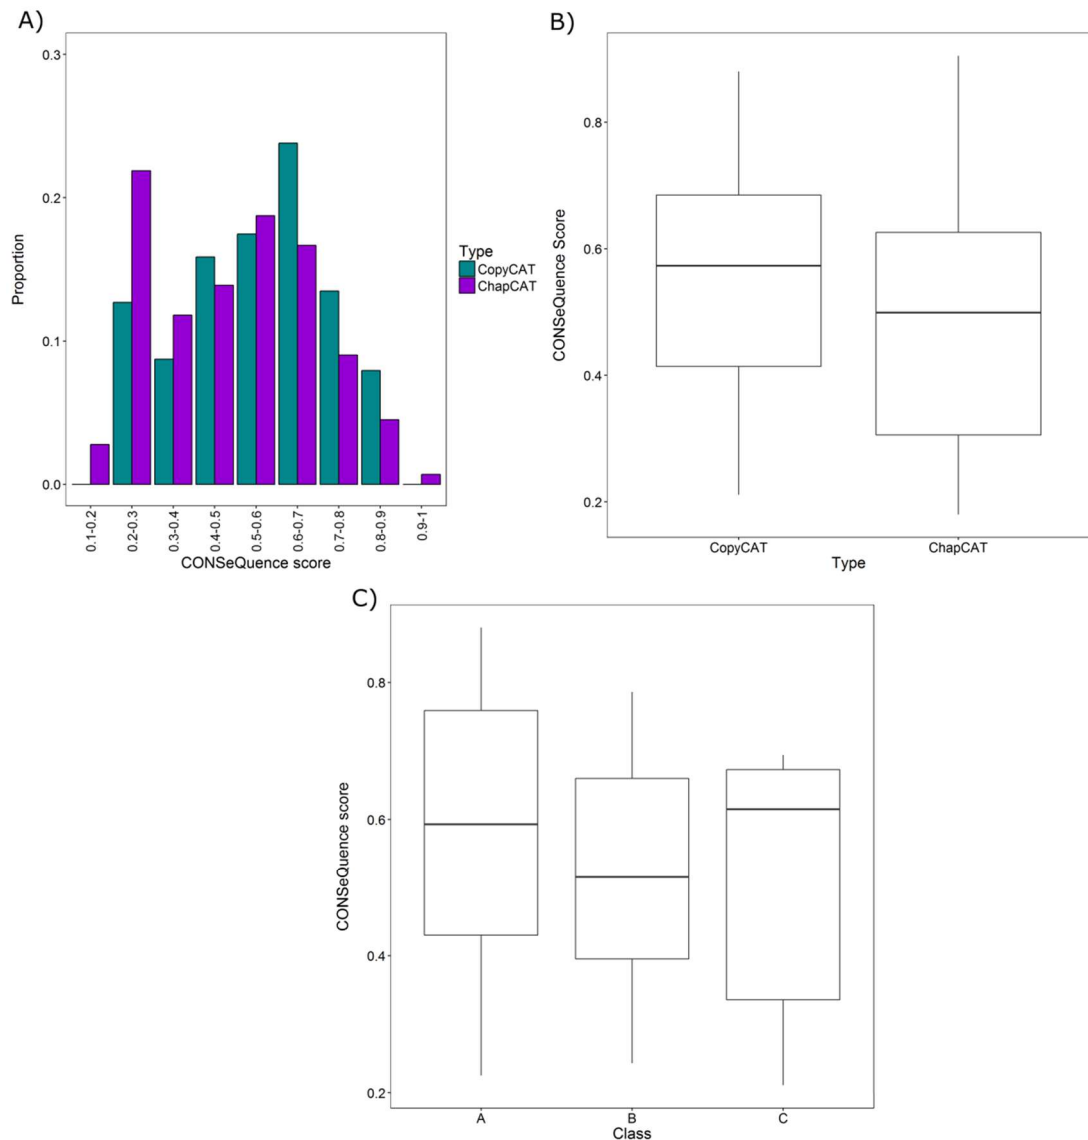 A)
0.3
0.2
0.1
0.0
Proportion
0.1-0.2
0.2-0.3
0.3-0.4
0.4-0.5
0.5-0.6
0.6-0.7
0.7-0.8
0.8-0.9
0.9-1
CONSeQuence score
Type
CopyCAT
ChapCAT
B)
0.8
0.6
0.4
0.2
CONSeQuence Score
CopyCAT
ChapCAT
Type
C)
0.8
0.6
0.4
0.2
CONSeQuence score
A
B
C
Class